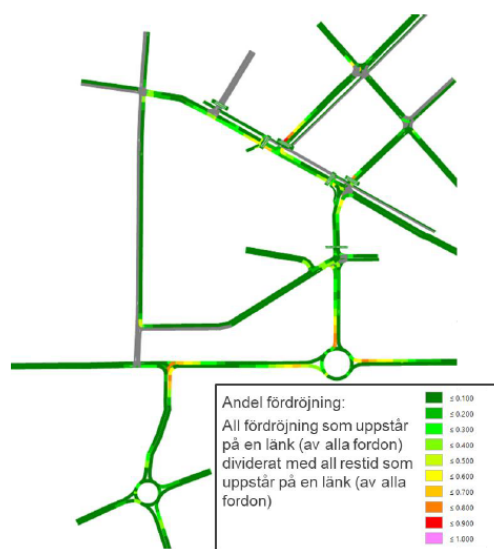 Andel fördröjning:
All fördröjning som uppstår
på en länk (av alla fordon)
dividerat med all restid som
uppstår på en länk (av alla
fordon)
≤ 0.100
≤ 0.200
≤ 0.300
≤ 0.400
≤ 0.500
≤ 0.600
≤ 0.700
≤ 0.800
≤ 0.900
≤ 1.000